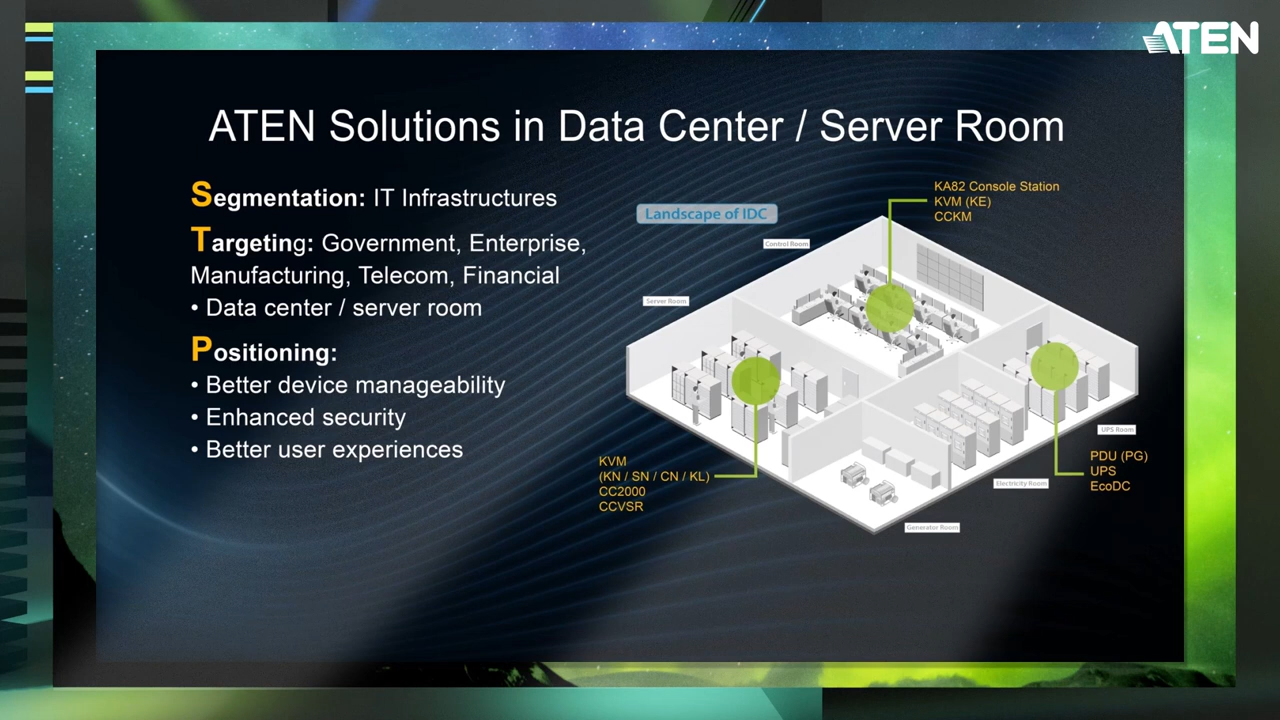 ATEN
ATEN Solutions in Data Center / Server Room
Segmentation: IT Infrastructures
Targeting: Government, Enterprise,
Manufacturing, Telecom, Financial
• Data center / server room
Positioning:
• Better device manageability
• Enhanced security
• Better user experiences
Landscape of IDC
KA82 Console Station
KVM (KE)
CCKM
Control Room
Server Room
KVM
(KN / SN / CN / KL)
CC2000
CCVSR
UPS Room
PDU (PG)
UPS
EcoDC
Electricity Room
Generator Room